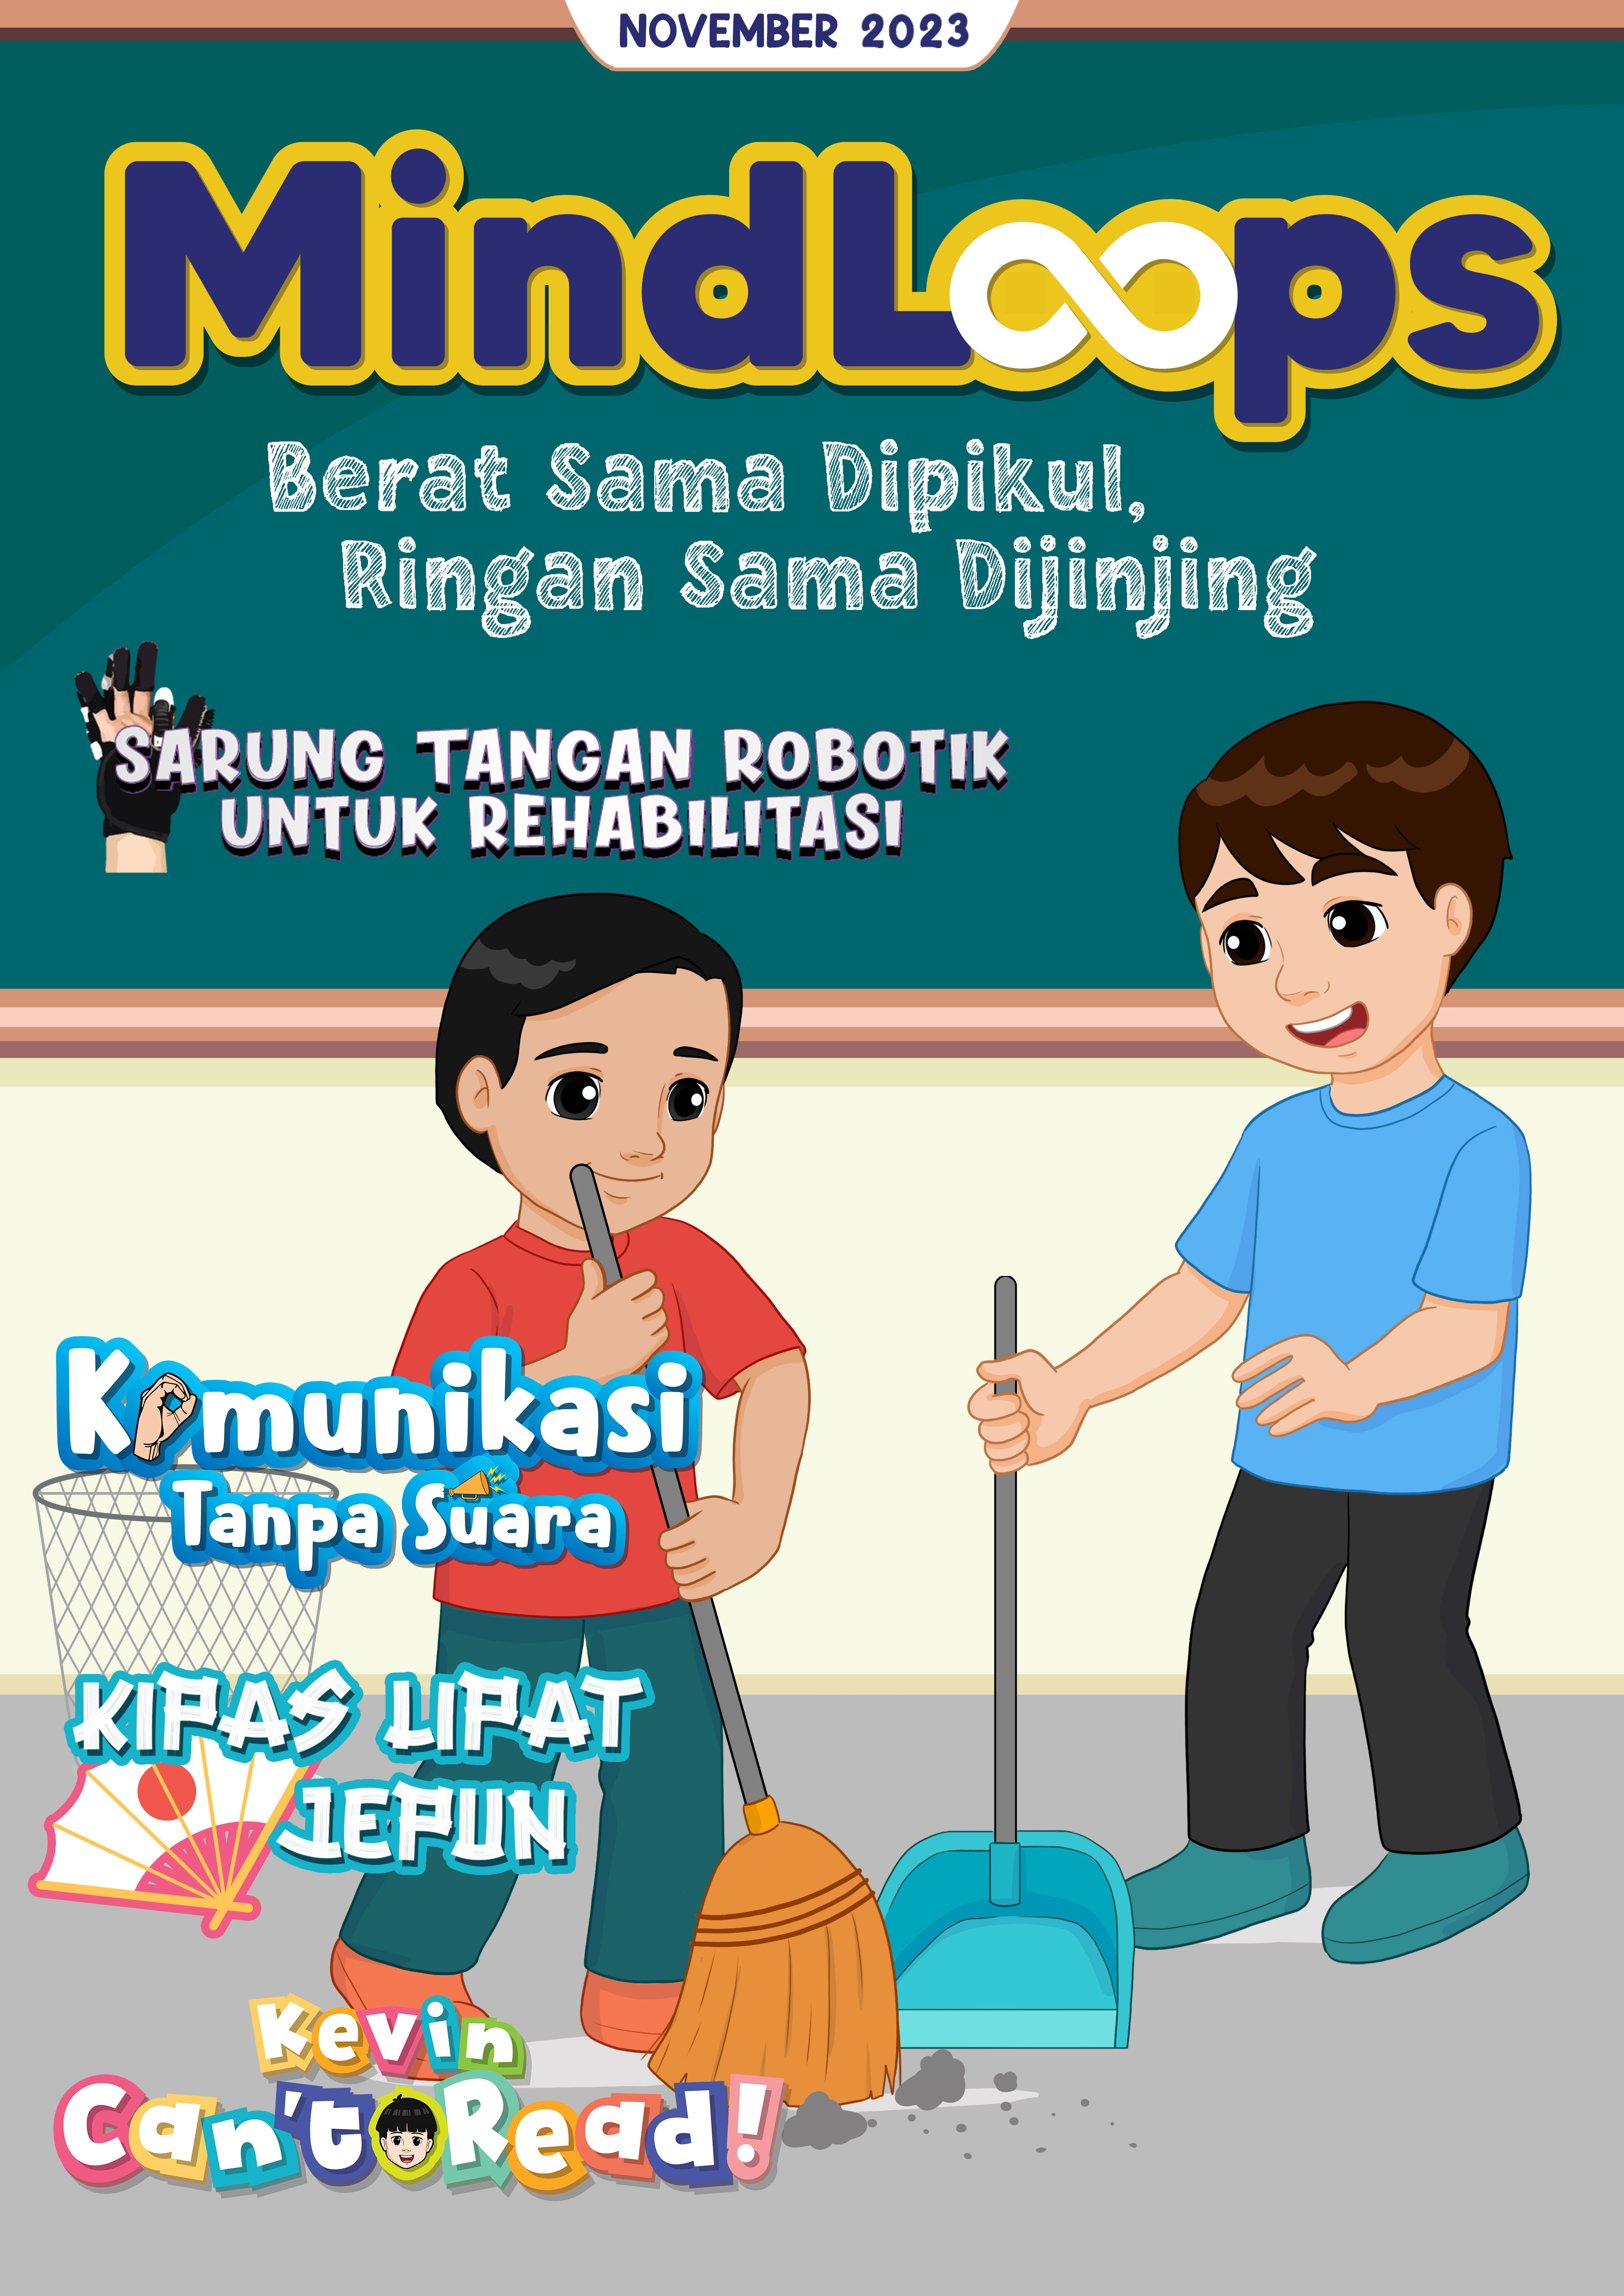 NOVEMBER 2023
MindLoops
Berat Sama Dipikul,
Ringan Sama Dijinjing
SARUNG TANGAN ROBOTIK
UNTUK REHABILITASI
Komunikasi
Tanpa Suara
KIPAS LIPAT
JEPUN
Kevin
Can't Read!